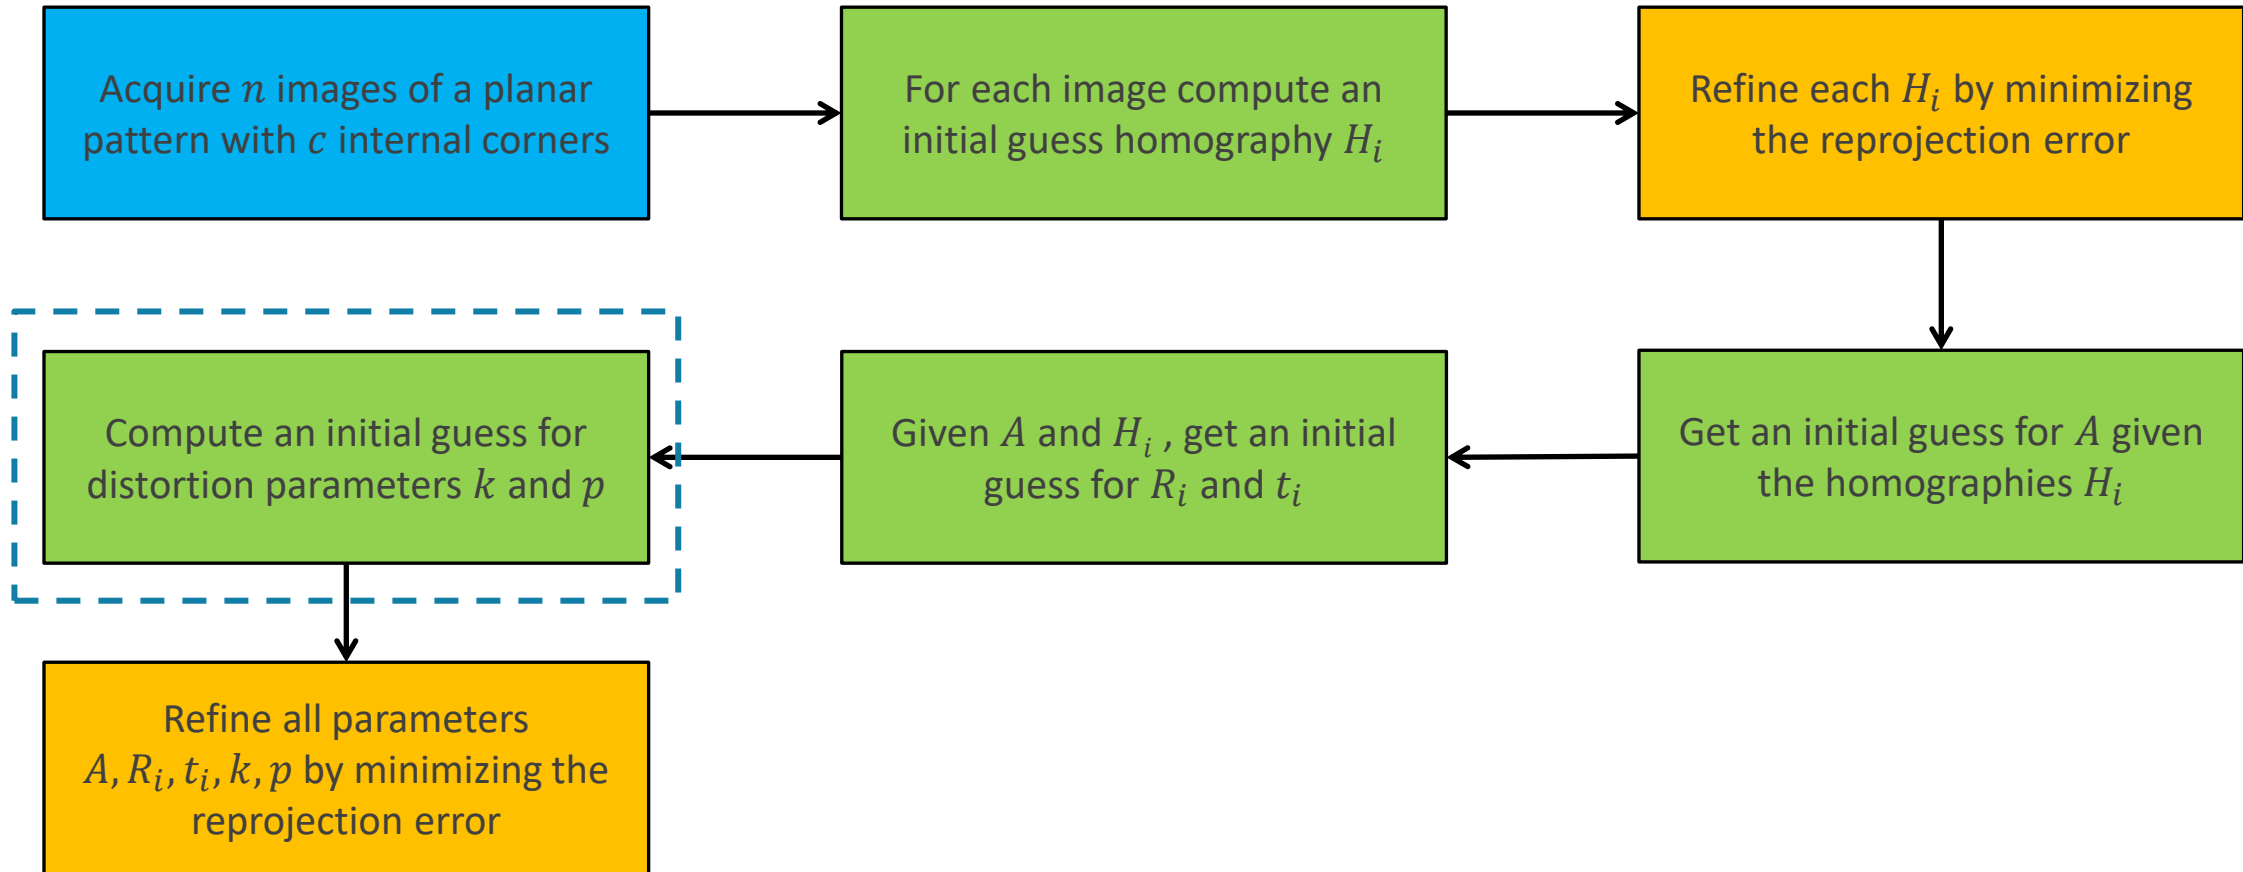 Acquire n images of a planar
pattern with c internal corners
For each image compute an
initial guess homography H_i
Refine each H_i by minimizing
the reprojection error
Get an initial guess for A given
the homographies H_i
Given A and H_i , get an initial
guess for R_i and t_i
Compute an initial guess for
distortion parameters k and p
Refine all parameters
A, R_i, t_i, k, p by minimizing the
reprojection error